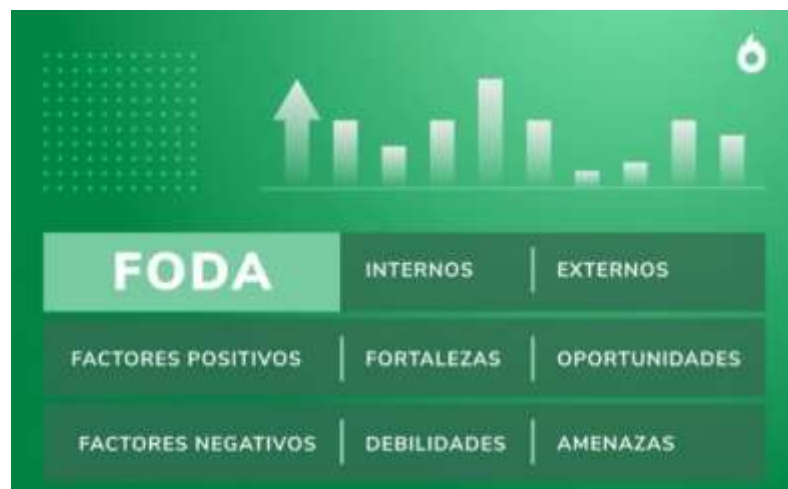 FODA INTERNOS EXTERNOS
FACTORES POSITIVOS FORTALEZAS OPORTUNIDADES
FACTORES NEGATIVOS DEBILIDADES AMENAZAS